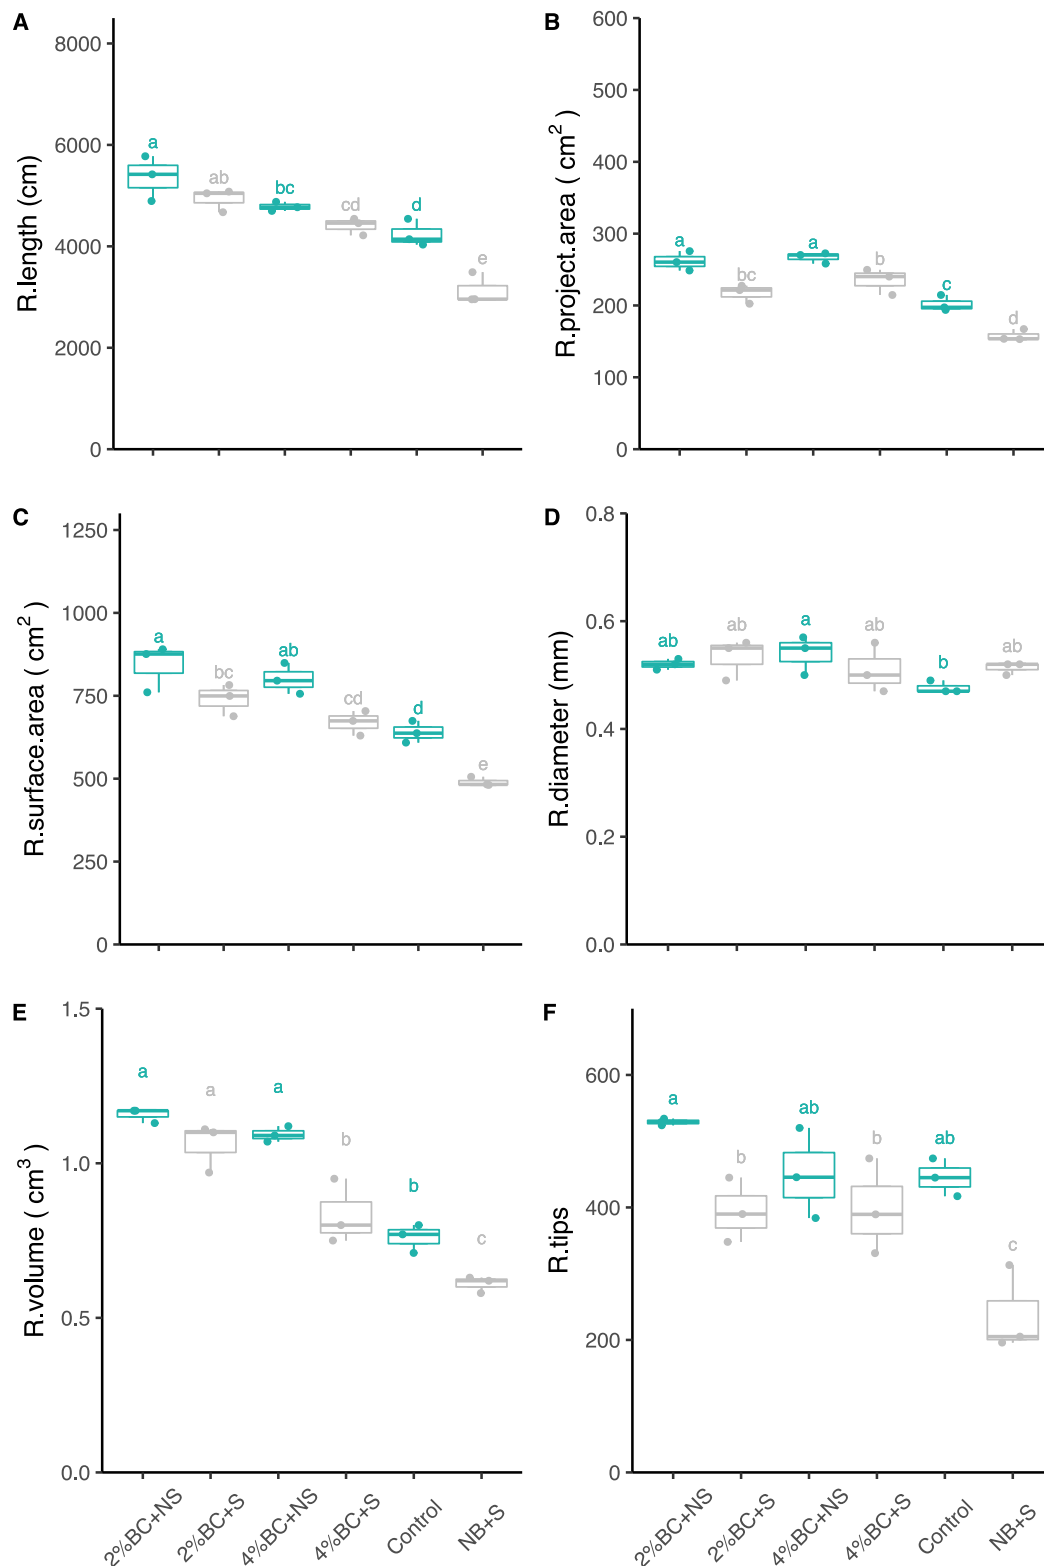 A
R.length (cm)
8000
6000
4000
2000
0
a
ab
bc
cd
d
e
B
R.project.area ( cm²)
600
500
400
300
200
100
0
a
bc
a
b
c
d
C
R.surface.area ( cm²)
1250
1000
750
500
250
0
a
bc
ab
cd
d
e
D
R.diameter (mm)
0.8
0.6
0.4
0.2
0.0
ab
ab
a
ab
b
ab
E
R.volume ( cm³)
1.5
1.0
0.5
0.0
a
a
a
b
b
c
2%BC+NS
2%BC+S
4%BC+NS
4%BC+S
Control
NB+S
F
R.tips
600
400
200
0
a
b
ab
b
ab
c
2%BC+NS
2%BC+S
4%BC+NS
4%BC+S
Control
NB+S